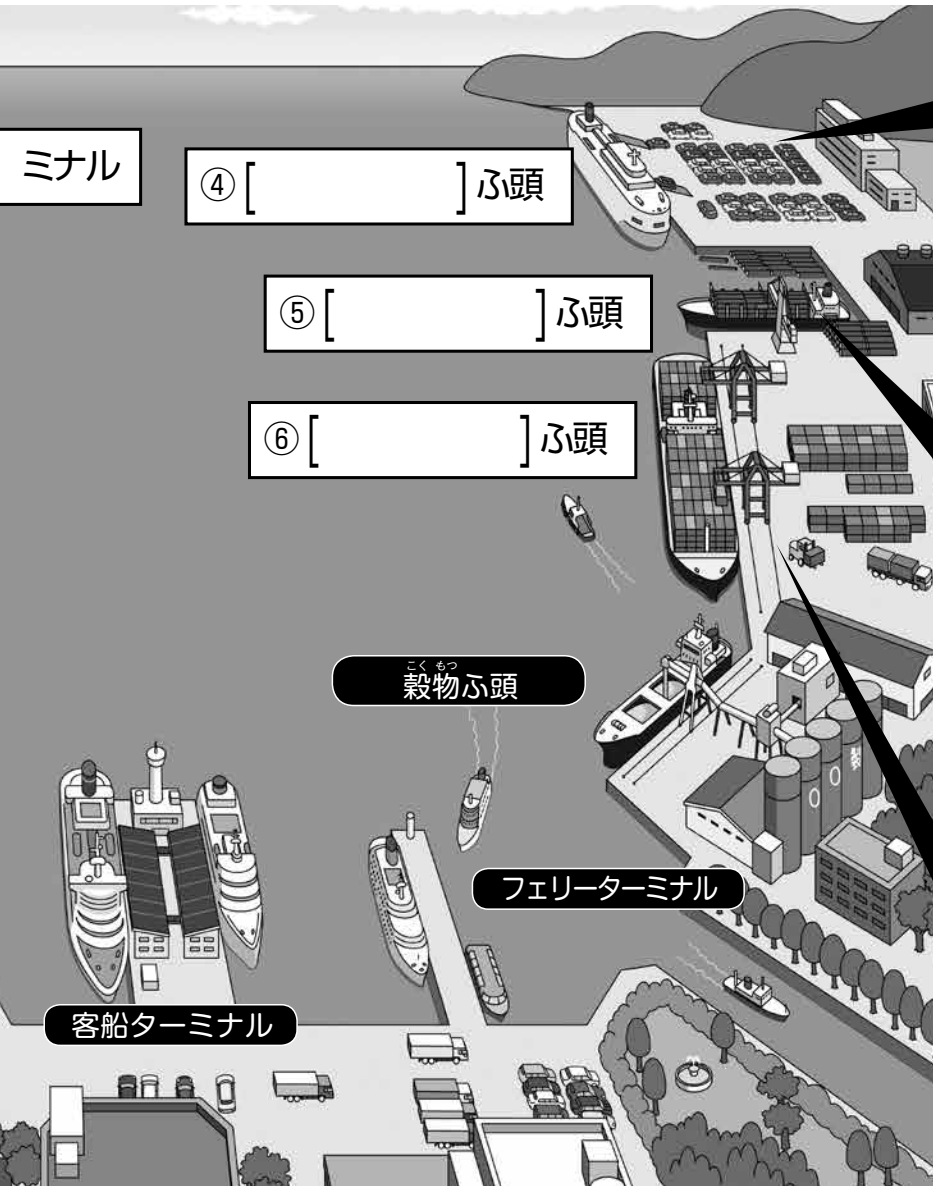 ミナル
④[ ]ふ頭
⑤[ ]ふ頭
⑥[ ]ふ頭
こくもつ
穀物ふ頭
フェリーターミナル
客船ターミナル